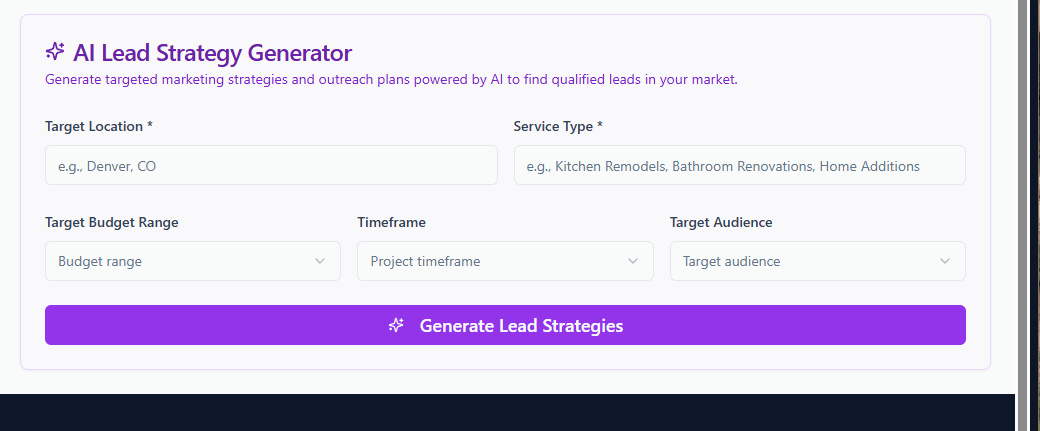 AI Lead Strategy Generator
Generate targeted marketing strategies and outreach plans powered by AI to find qualified leads in your market.
Target Location *
Service Type *
e.g., Denver, CO
e.g., Kitchen Remodels, Bathroom Renovations, Home Additions
Target Budget Range
Timeframe
Target Audience
Budget range
Project timeframe
Target audience
Generate Lead Strategies